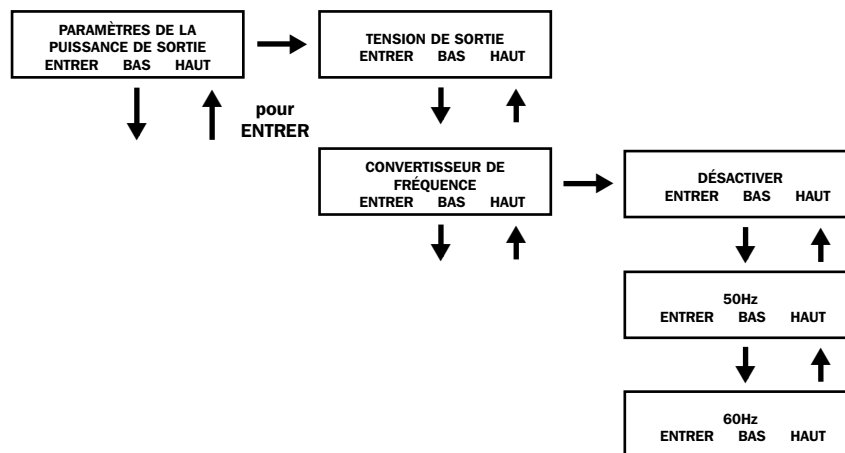 PARAMÈTRES DE LA
PUISSANCE DE SORTIE
ENTRER BAS HAUT
pour
ENTRER
TENSION DE SORTIE
ENTRER BAS HAUT
CONVERTISSEUR DE
FRÉQUENCE
ENTRER BAS HAUT
DÉSACTIVER
ENTRER BAS HAUT
50Hz
ENTRER BAS HAUT
60Hz
ENTRER BAS HAUT